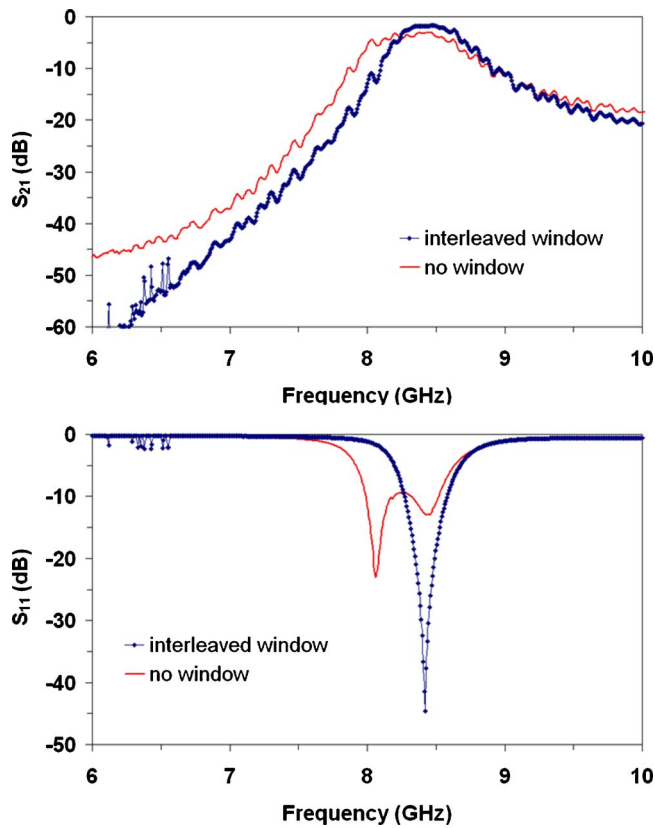 0
-10
-20
-30
-40
-50
-60
S21 (dB)
interleaved window
no window
6 7 8 9 10
Frequency (GHz)
0
-10
-20
-30
-40
-50
S11 (dB)
interleaved window
no window
6 7 8 9 10
Frequency (GHz)